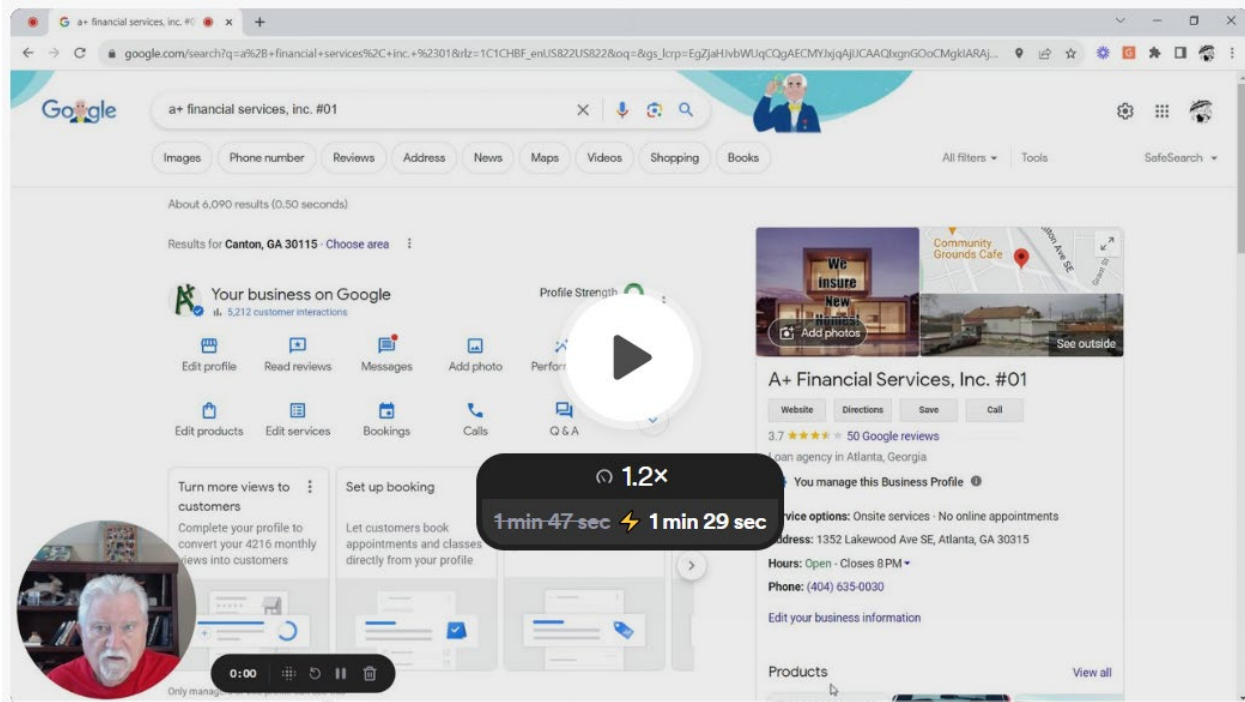 a+ financial services, inc. #0
google.com/search?q=a%2B+financial+services%2C+inc.+%2301&rlz=1C1CHBF_enUS822US822&oq=&gs_lcrp=
Google
a+ financial services, inc. #01
Images Phone number Reviews Address News Maps Videos Shopping Books All filters Tools SafeSearch
About 6,090 results (0.50 seconds)
Results for Canton, GA 30115 · Choose area
A+
Your business on Google
5,212 customer interactions
Profile Strength
Edit profile Read reviews Messages Add photo Perfor
Edit products Edit services Bookings Calls Q & A
Turn more views to customers
Complete your profile to
convert your 4216 monthly
views into customers
Set up booking
Let customers book
appointments and classes
directly from your profile
1.2×
1 min 47 sec ⚡ 1 min 29 sec
0:00
Only manag
We
insure
New
Homes!
Add photos
Community
Grounds Cafe
Grant St
See outside
A+ Financial Services, Inc. #01
Website Directions Save Call
3.7 50 Google reviews
Loan agency in Atlanta, Georgia
You manage this Business Profile
rvice options: Onsite services · No online appointments
ddress: 1352 Lakewood Ave SE, Atlanta, GA 30315
Hours: Open · Closes 8 PM
Phone: (404) 635-0030
Edit your business information
Products View all